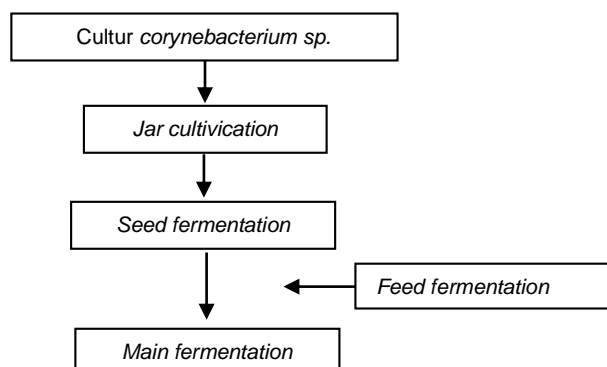 Cultur corynebacterium sp.
Jar cultivication
Seed fermentation
Feed fermentation
Main fermentation